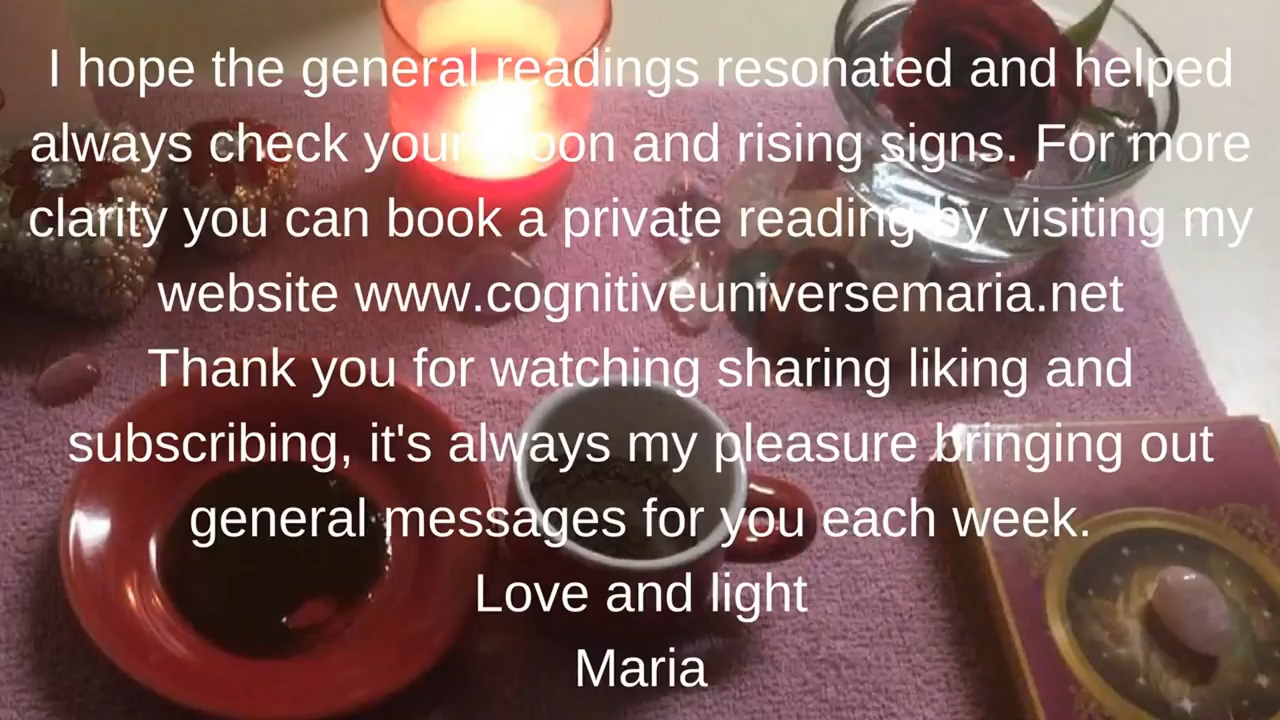 I hope the general readings resonated and helped
always check your moon and rising signs. For more
clarity you can book a private reading by visiting my
website www.cognitiveuniversemaria.net
Thank you for watching sharing liking and
subscribing, it's always my pleasure bringing out
general messages for you each week.
Love and light
Maria